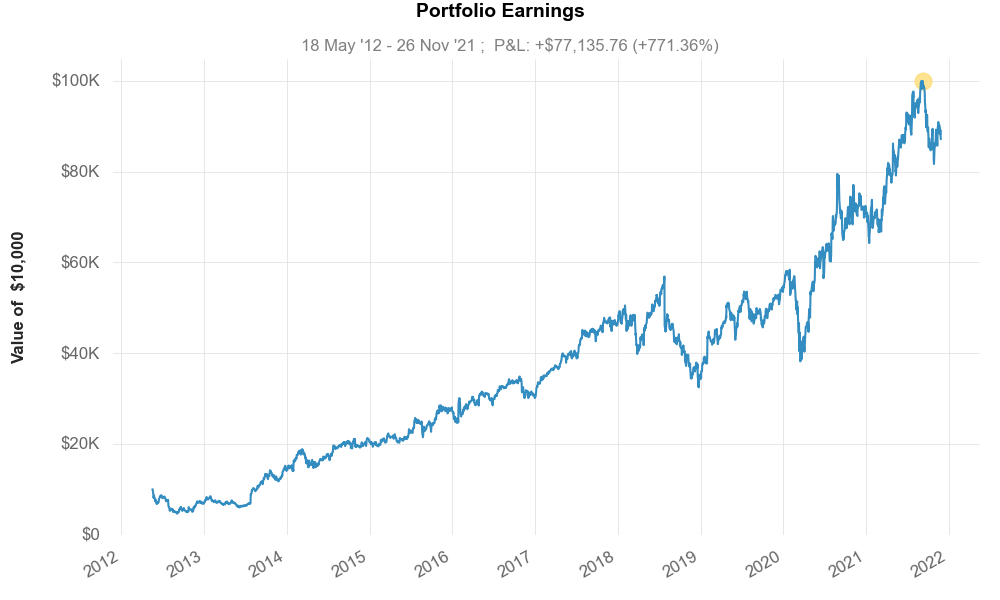 Portfolio Earnings
18 May '12 - 26 Nov '21 ;  P&L: +$77,135.76 (+771.36%)
Value of  $10,000
$100K
$80K
$60K
$40K
$20K
$0
2012
2013
2014
2015
2016
2017
2018
2019
2020
2021
2022